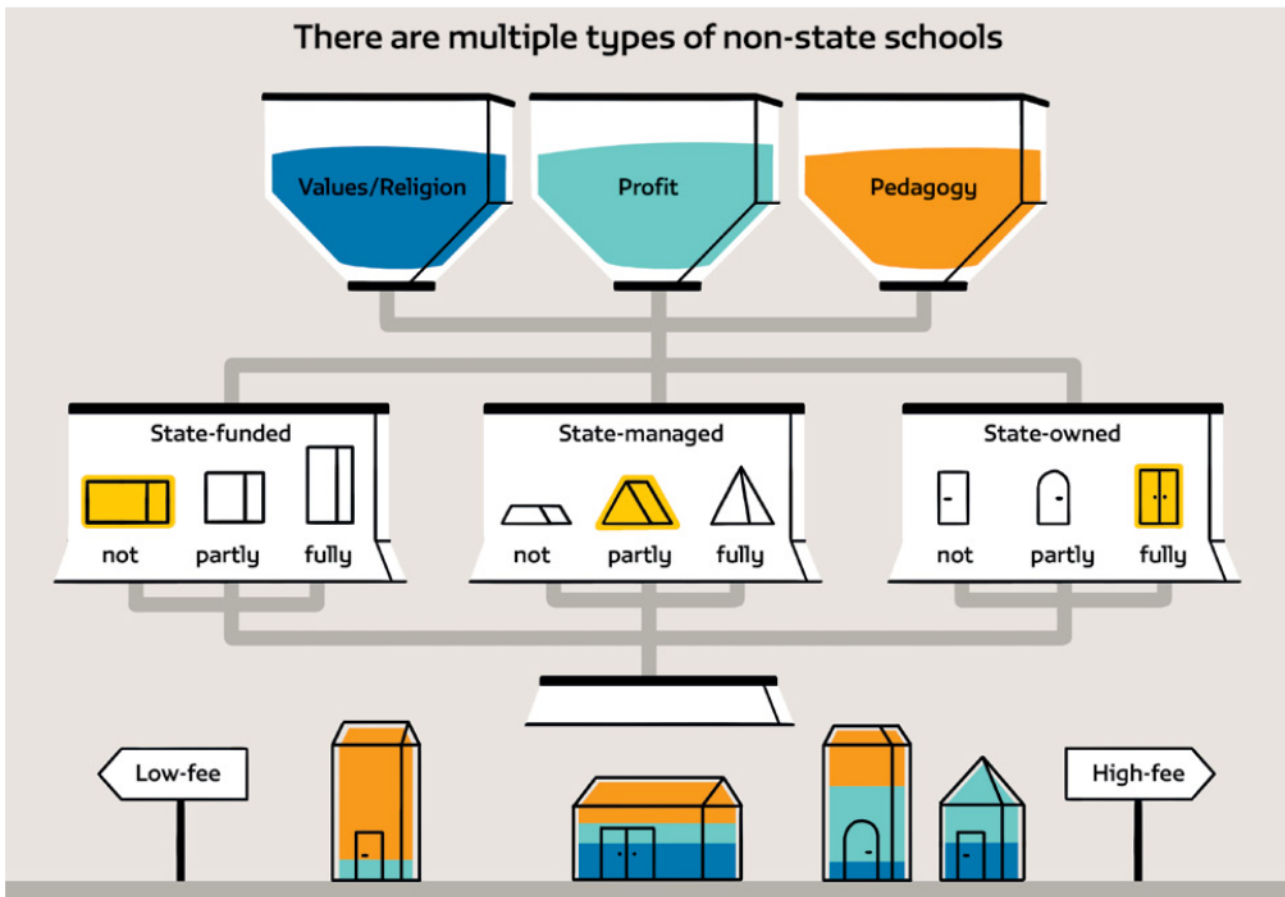 There are multiple types of non-state schools
Values/Religion
Profit
Pedagogy
State-funded
not
partly
fully
State-managed
not
partly
fully
State-owned
not
partly
fully
Low-fee
High-fee